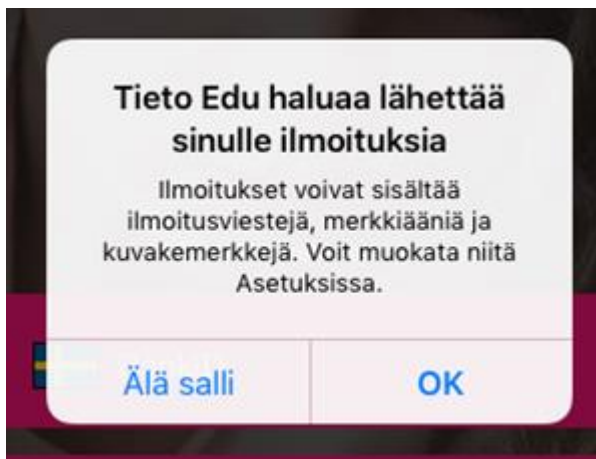 Tieto Edu haluaa lähettää
sinulle ilmoituksia
Ilmoitukset voivat sisältää
ilmoitusviestejä, merkkiääniä ja
kuvakemerkkejä. Voit muokata niitä
Asetuksissa.
Älä salli
OK